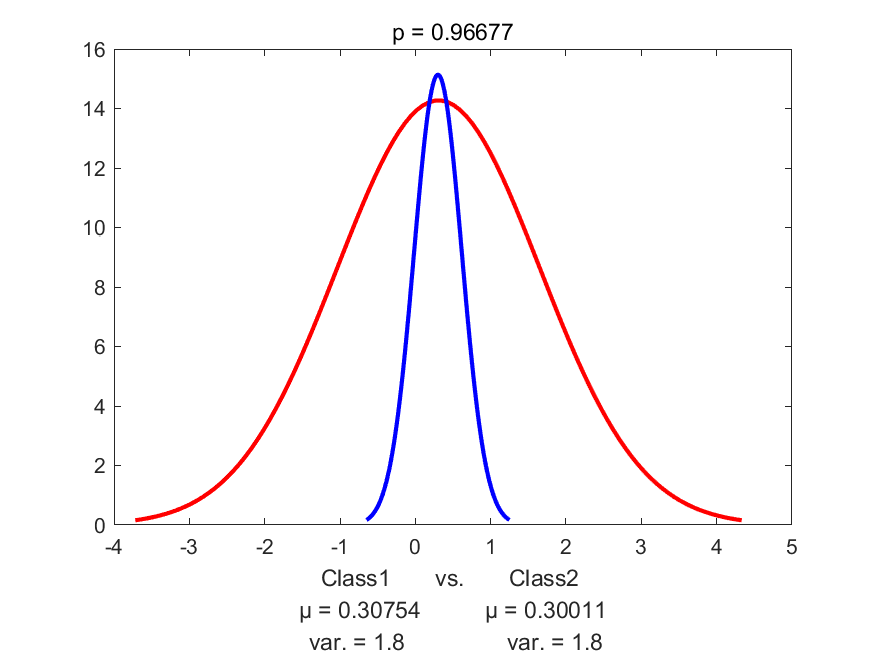 p = 0.96677
16
14
12
10
8
6
4
2
0
-4 -3 -2 -1 0 1 2 3 4 5
Class1 vs. Class2
μ = 0.30754 μ = 0.30011
var. = 1.8 var. = 1.8